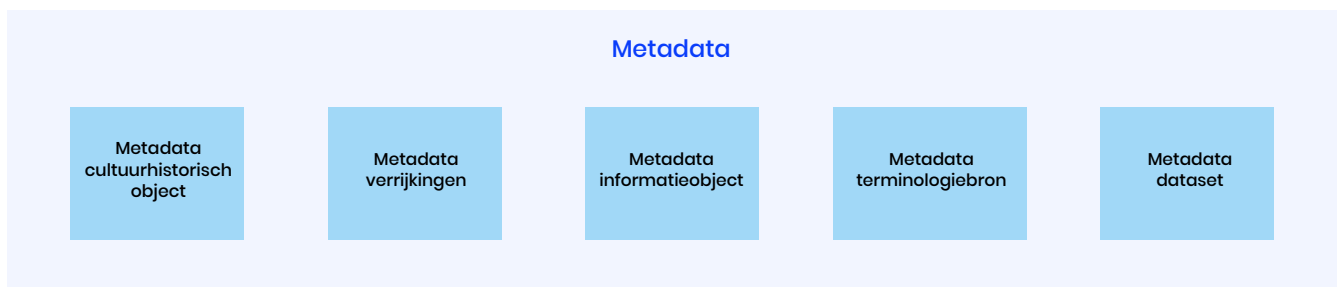 Metadata
Metadata
cultuurhistorisch
object
Metadata
verrijkingen
Metadata
informatieobject
Metadata
terminologiebron
Metadata
dataset